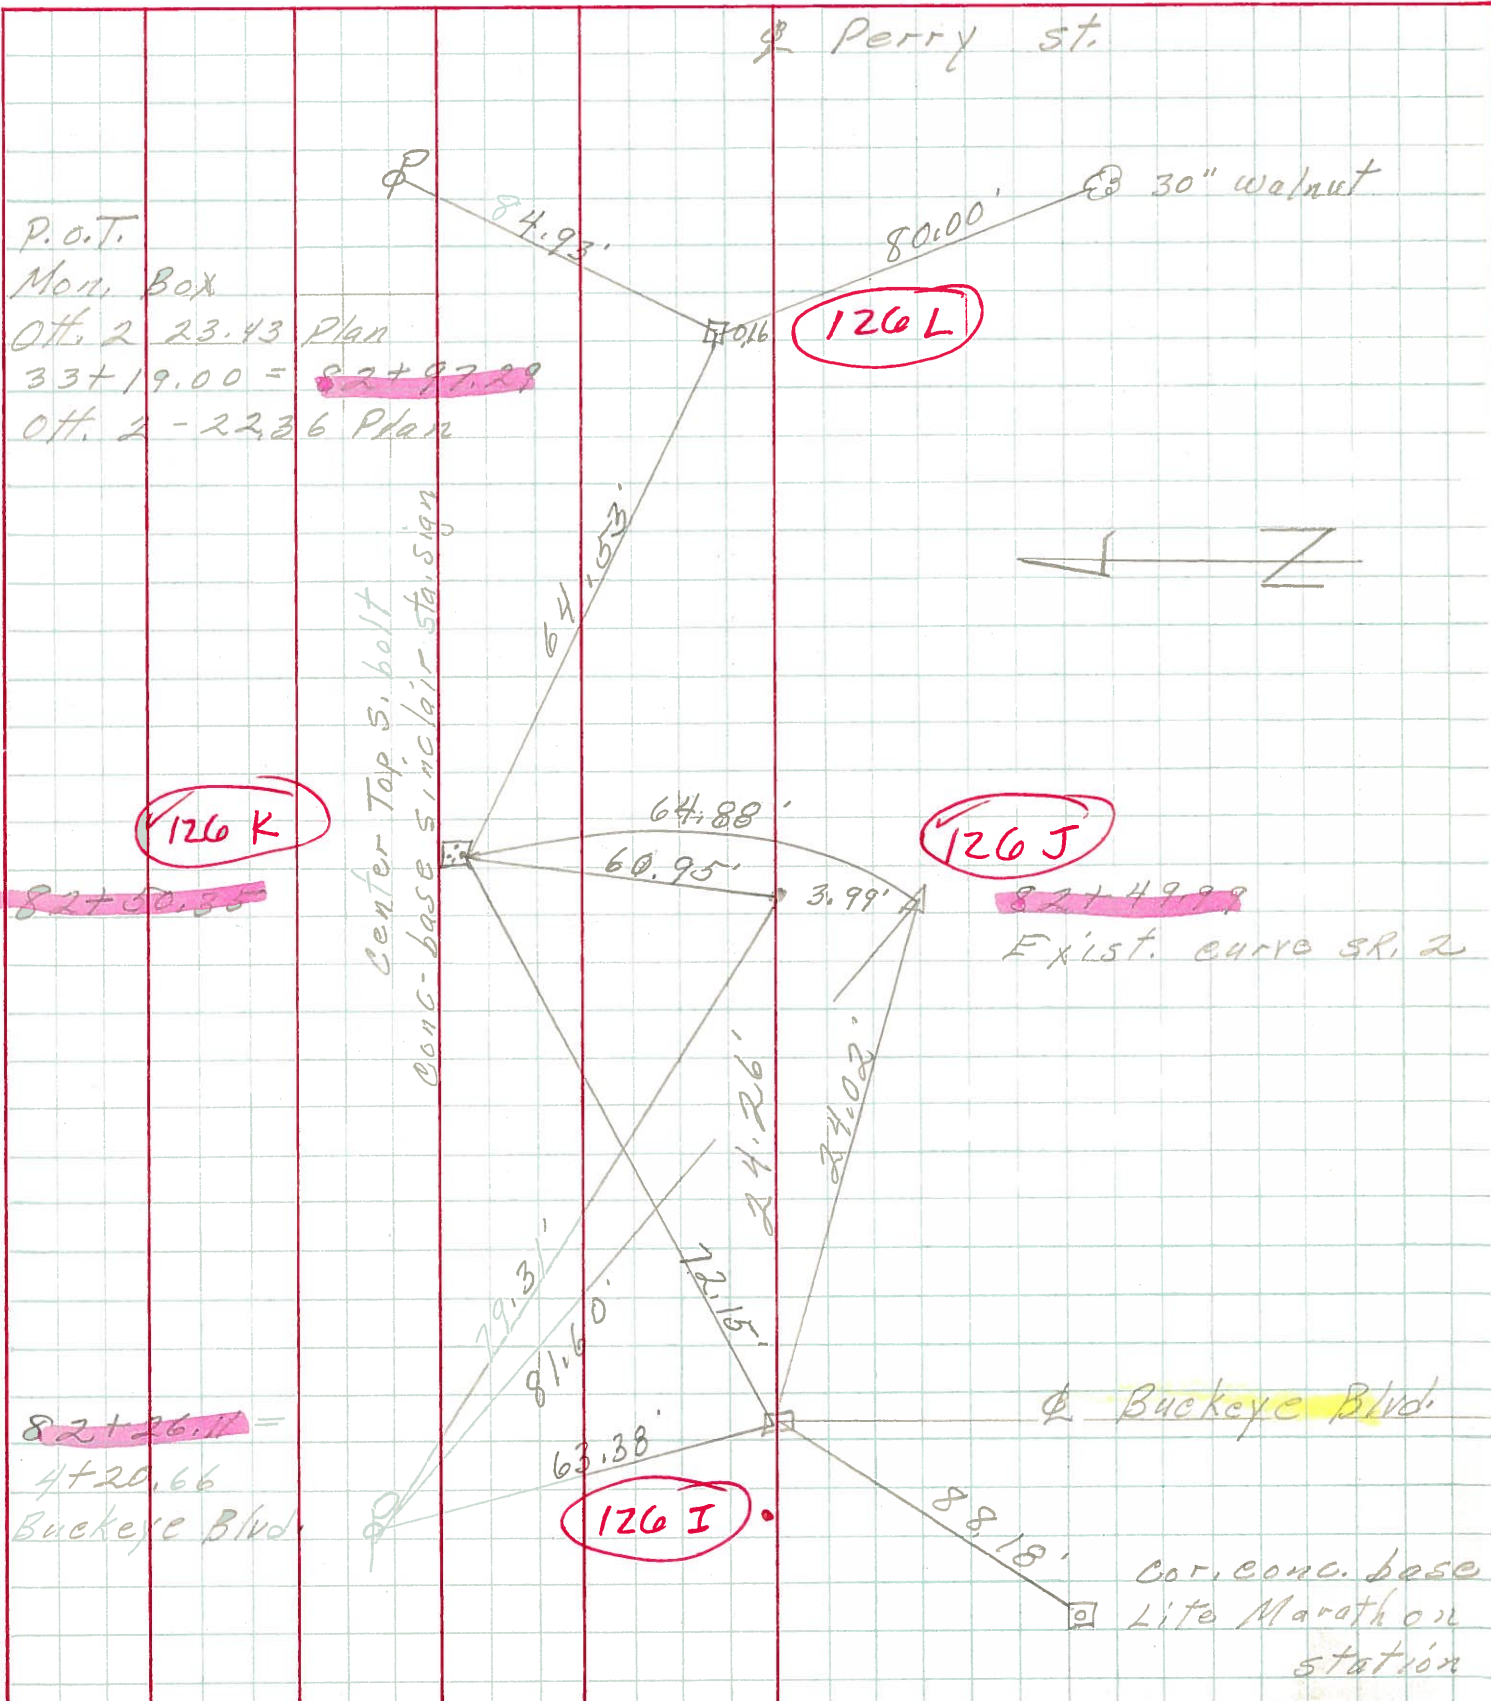 ℄ Perry st.
30" walnut
84.93'
80.00'
P.O.T.
Mon. Box
Off. 2 23.43 Plan
33+19.00 = 82+97.29
Off. 2 - 22.36 Plan
0.16
126 L
64.53'
Z
Center Top S. bolt
Conc-base sinclair sta. sign
126 K
64.88'
126 J
60.95'
3.99'
82+50.35
82+49.99
Exist. curve SR. 2
24.26'
24.02'
79.31'
72.15'
81.60'
82+26.11 =
4+20.66
Buckeye Blvd.
℄ Buckeye Blvd.
63.38'
126 I
88.18'
Cor. conc. base
Lite Marathon
station